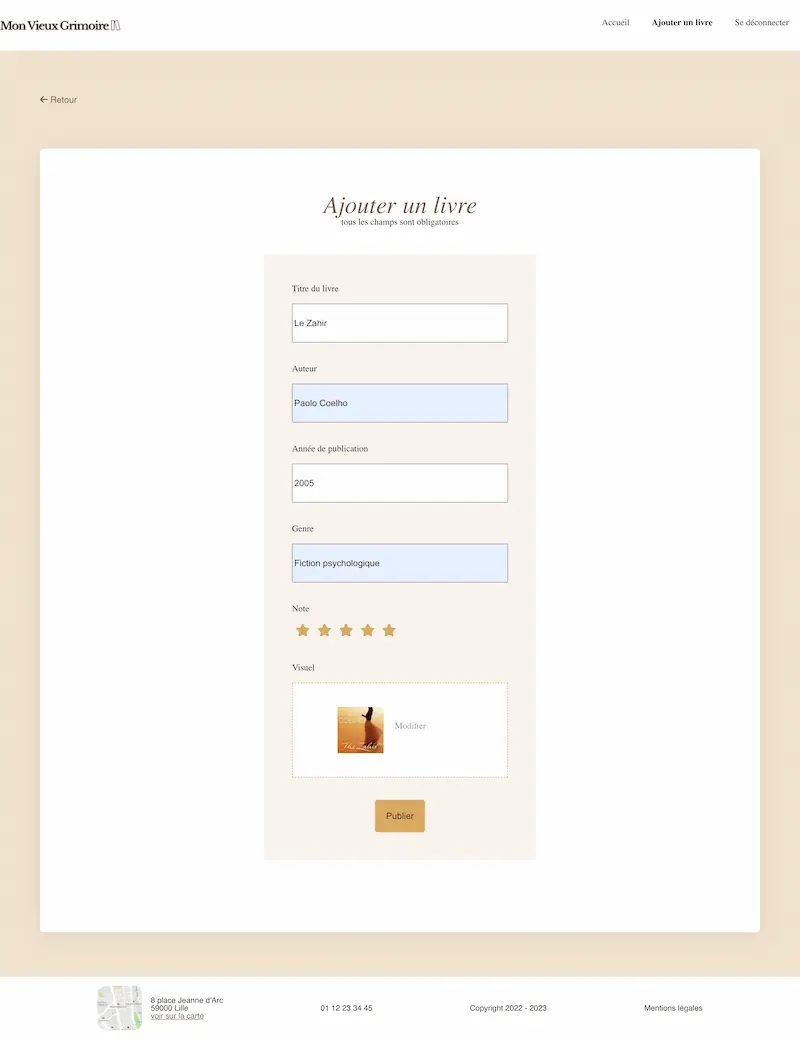 Mon Vieux Grimoire
Accueil
Ajouter un livre
Se déconnecter
Retour
Ajouter un livre
tous les champs sont obligatoires
Titre du livre
Le Zahir
Auteur
Paolo Coelho
Année de publication
2005
Genre
Fiction psychologique
Note
Visuel
The Zahir
Modifier
Publier
8 place Jeanne d'Arc
59000 Lille
voir sur la carte
01 12 23 34 45
Copyright 2022 - 2023
Mentions légales